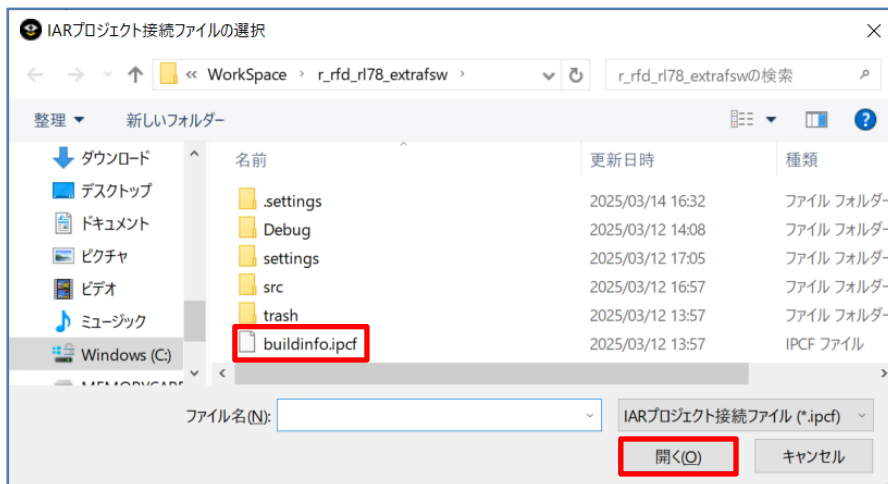 IARプロジェクト接続ファイルの選択
« WorkSpace › r_rfd_rl78_extrafsw ›
r_rfd_rl78_extrafswの検索
整理 新しいフォルダー
ダウンロード
デスクトップ
ドキュメント
ピクチャ
ビデオ
ミュージック
Windows (C:)
名前 更新日時 種類
.settings 2025/03/14 16:32 ファイル フォルダー
Debug 2025/03/12 14:08 ファイル フォルダー
settings 2025/03/12 17:05 ファイル フォルダー
src 2025/03/12 16:57 ファイル フォルダー
trash 2025/03/12 13:57 ファイル フォルダー
buildinfo.ipcf 2025/03/12 13:57 IPCF ファイル
ファイル名(N): IARプロジェクト接続ファイル (*.ipcf)
開く(O) キャンセル